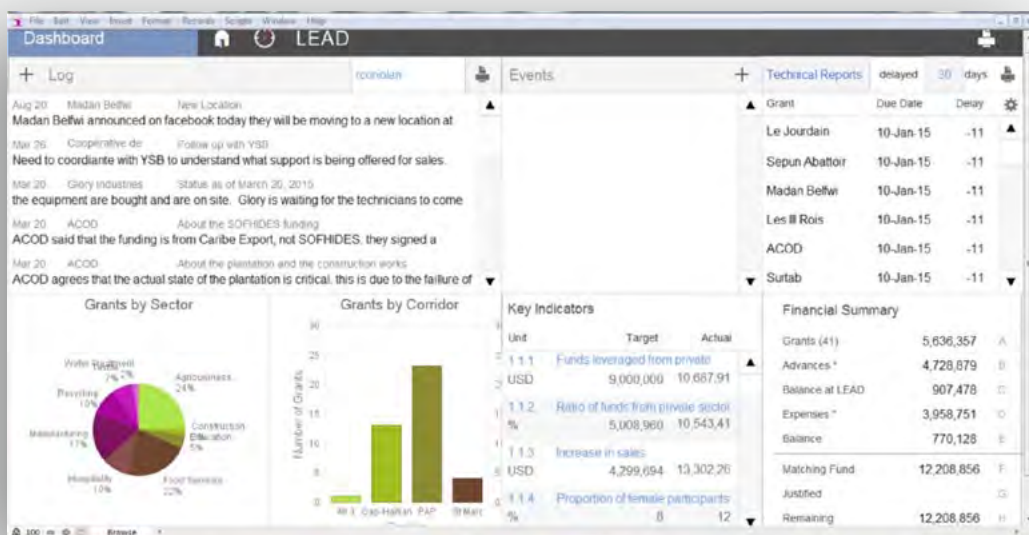 File Edit View Insert Format Records Scripts Window Help
Dashboard LEAD
+ Log
Events +
Technical Reports delayed 30 days
Aug 20 Madan Belfwi New Location
Madan Belfwi announced on facebook today they will be moving to a new location at
Mar 26 Cooperative de Follow up with YSB
Need to coordiante with YSB to understand what support is being offered for sales.
Mar 20 Glory Industries Status as of March 20, 2015
the equipment are bought and are on site. Glory is waiting for the technicians to come
Mar 20 ACOD About the SOFHIDES funding
ACOD said that the funding is from Caribe Export, not SOFHIDES. they signed a
Mar 20 ACOD About the plantation and the construction works
ACOD agrees that the actual state of the plantation is critical. this is due to the failure of
Grant Due Date Delay
Le Jourdain 10-Jan-15 -11
Sepun Abattoir 10-Jan-15 -11
Madan Belfwi 10-Jan-15 -11
Les III Rois 10-Jan-15 -11
ACOD 10-Jan-15 -11
Surtab 10-Jan-15 -11
Grants by Sector
Agribusiness
24%
Construction
Education
5%
Food Services
22%
Hospitality
10%
Manufacturing
17%
Recycling
10%
Grants by Corridor
Number of Grants
30
25
20
15
10
5
0
Cap-Haitian PAP St Marc
Key Indicators
Unit Target Actual
1.1.1 Funds leveraged from private
USD 9,000,000 10,687,91
1.1.2 Ratio of funds from private sector
% 5,008,960 10,543,41
1.1.3 Increase in sales
USD 4,299,694 13,302,26
1.1.4 Proportion of female participants
% 8 12
Financial Summary
Grants (41) 5,636,357 A
Advances * 4,728,879 B
Balance at LEAD 907,478 C
Expenses * 3,958,751 D
Balance 770,128 E
Matching Fund 12,208,856 F
Justified G
Remaining 12,208,856 H
100 Browse